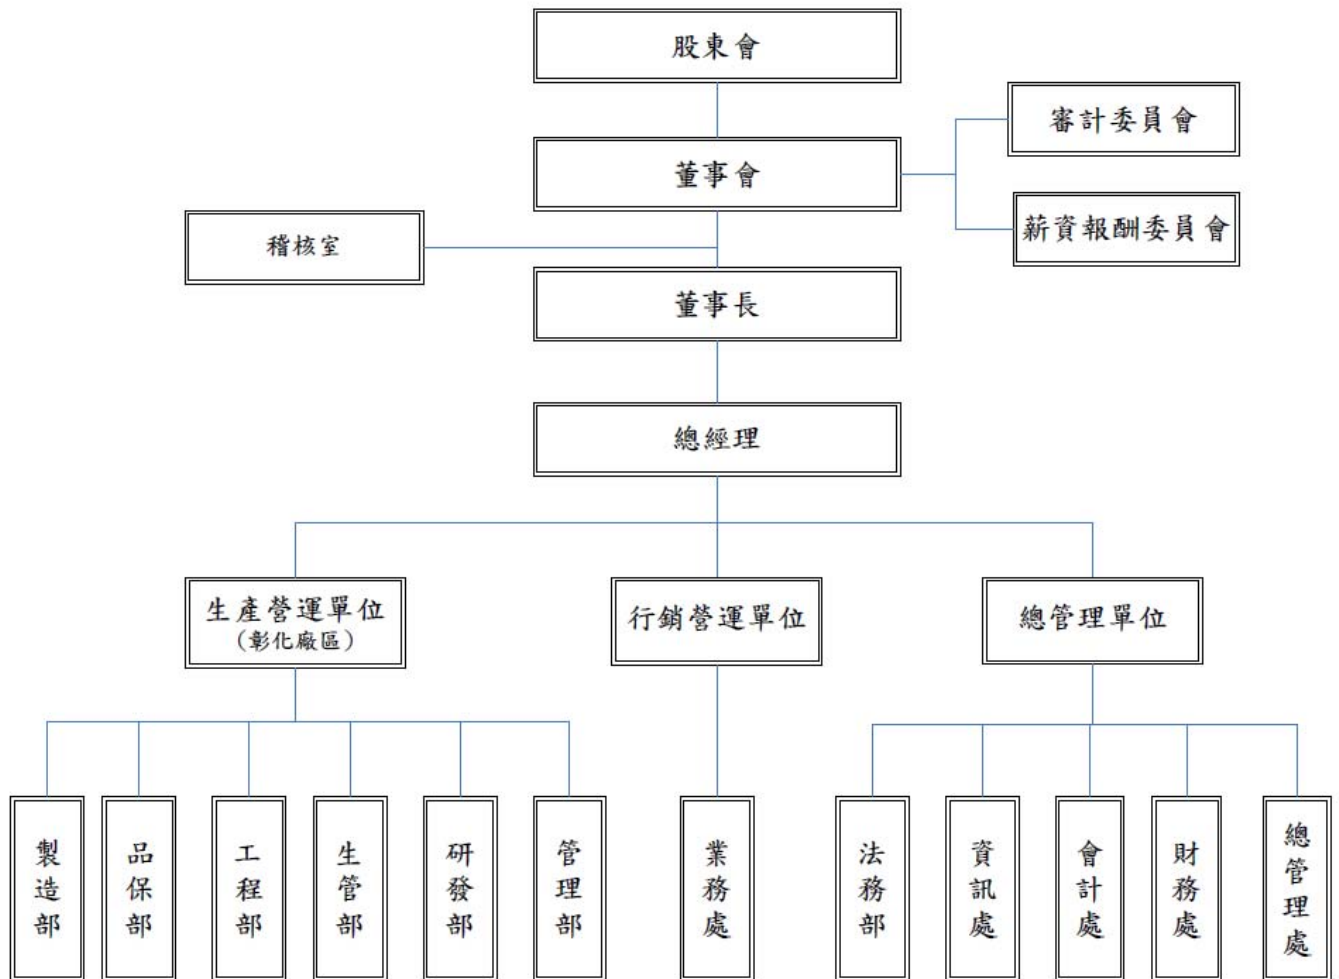 股東會
審計委員會
董事會
薪資報酬委員會
稽核室
董事長
總經理
生產營運單位
(彰化廠區)
行銷營運單位
總管理單位
製造部
品保部
工程部
生管部
研發部
管理部
業務處
法務部
資訊處
會計處
財務處
總管理處